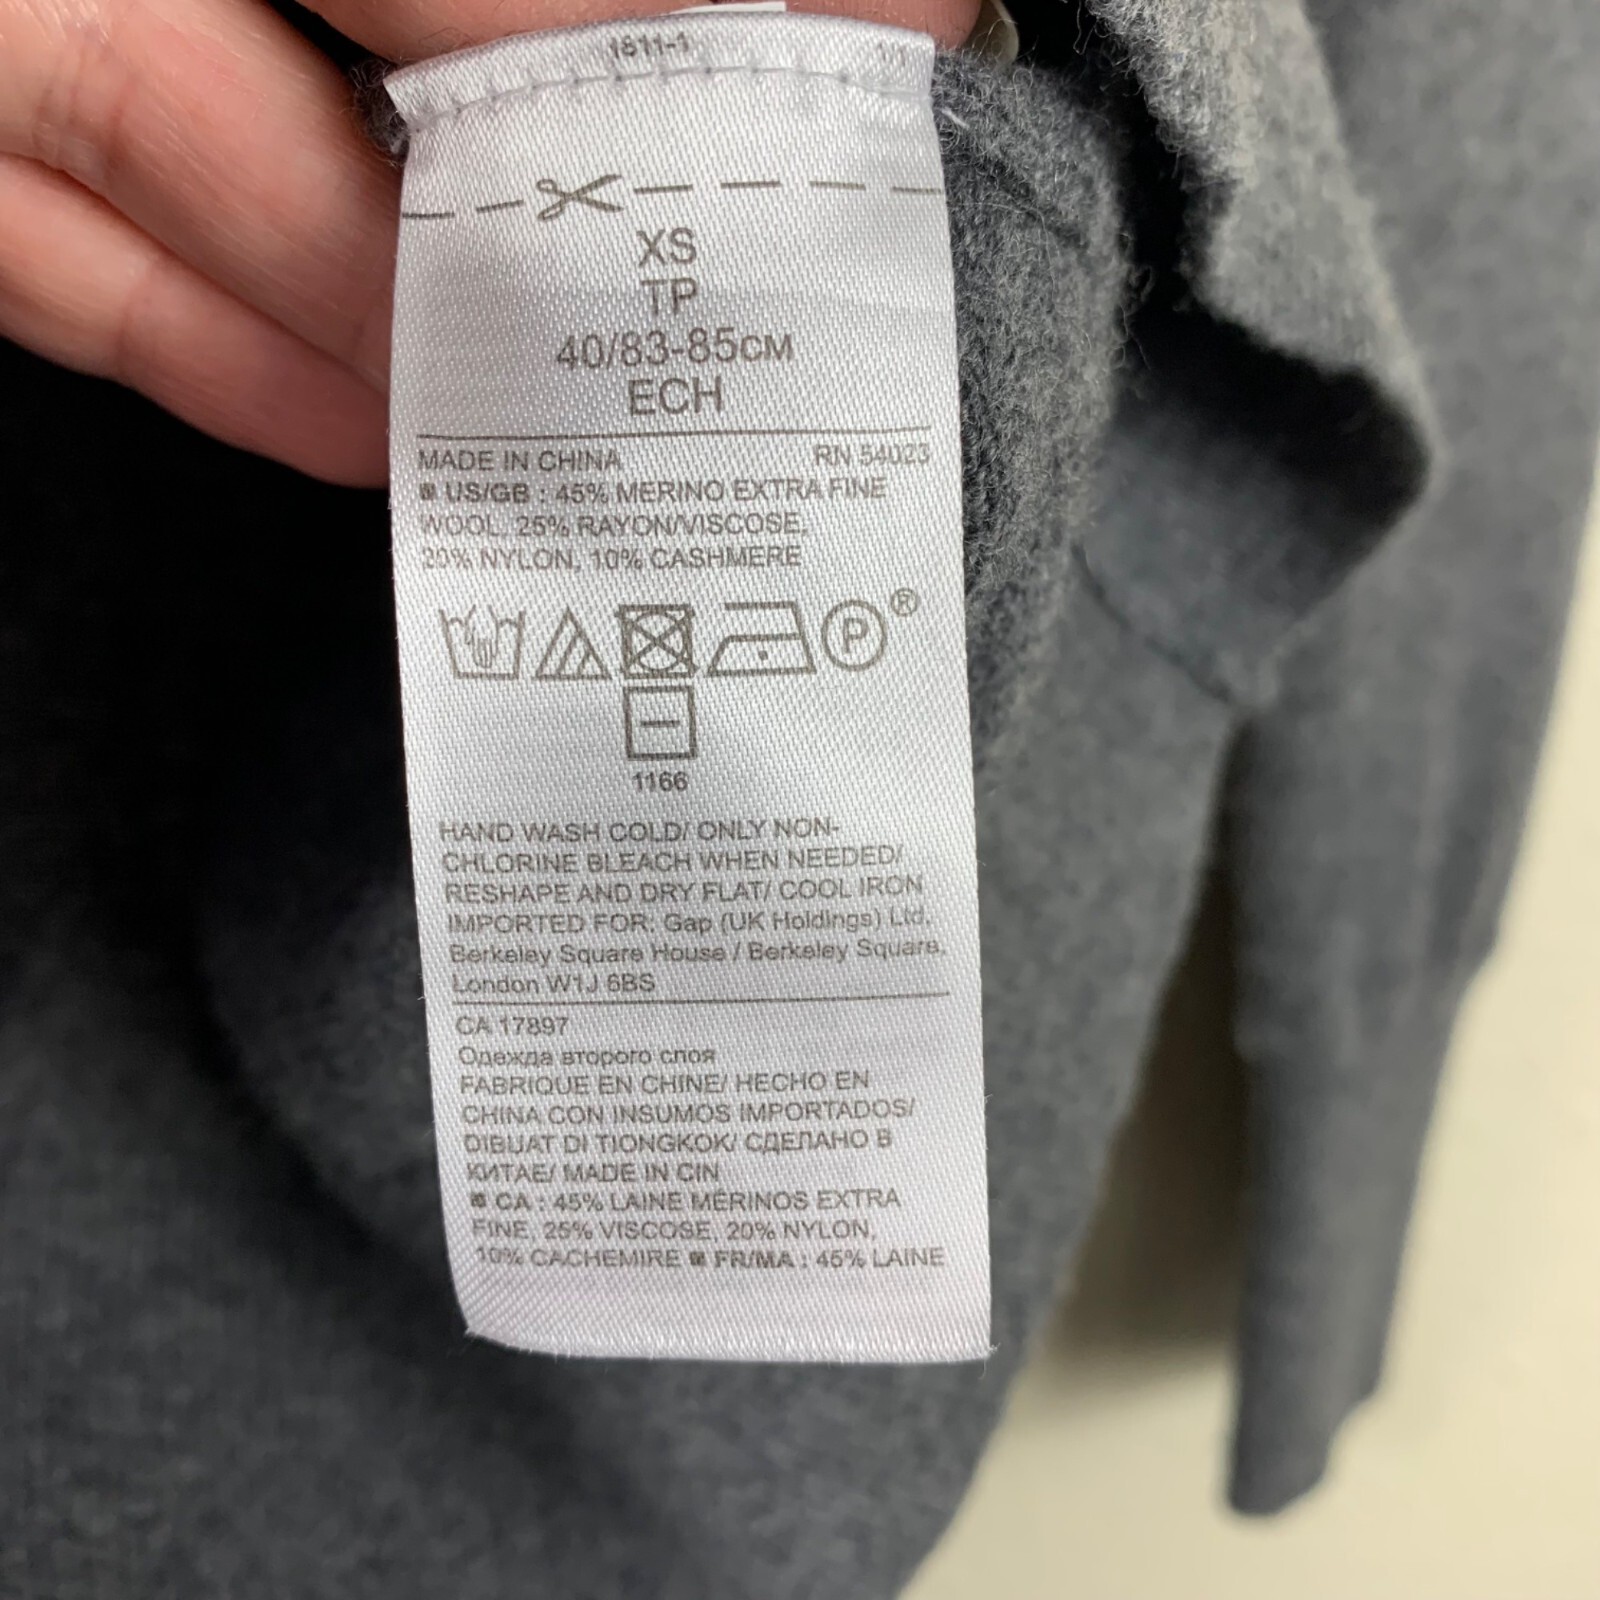 1811-1 1/1
XS
TP
40/83-85CM
ECH
MADE IN CHINA RN 54023
US/GB : 45% MERINO EXTRA FINE
WOOL, 25% RAYON/VISCOSE,
20% NYLON, 10% CASHMERE
P ®
1166
HAND WASH COLD/ ONLY NON-
CHLORINE BLEACH WHEN NEEDED/
RESHAPE AND DRY FLAT/ COOL IRON
IMPORTED FOR: Gap (UK Holdings) Ltd.
Berkeley Square House / Berkeley Square,
London W1J 6BS
CA 17897
Одежда второго слоя
FABRIQUE EN CHINE/ HECHO EN
CHINA CON INSUMOS IMPORTADOS/
DIBUAT DI TIONGKOK/ СДЕЛАНО В
КИТАЕ/ MADE IN CIN
CA : 45% LAINE MÉRINOS EXTRA
FINE, 25% VISCOSE, 20% NYLON,
10% CACHEMIRE FR/MA : 45% LAINE